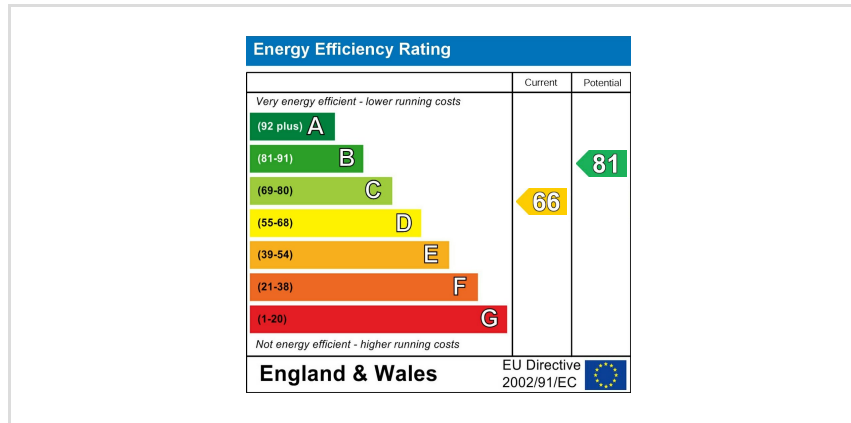 Energy Efficiency Rating
Current Potential
Very energy efficient - lower running costs
(92 plus) A
(81-91) B
81
(69-80) C
66
(55-68) D
(39-54) E
(21-38) F
(1-20) G
Not energy efficient - higher running costs
England & Wales
EU Directive
2002/91/EC